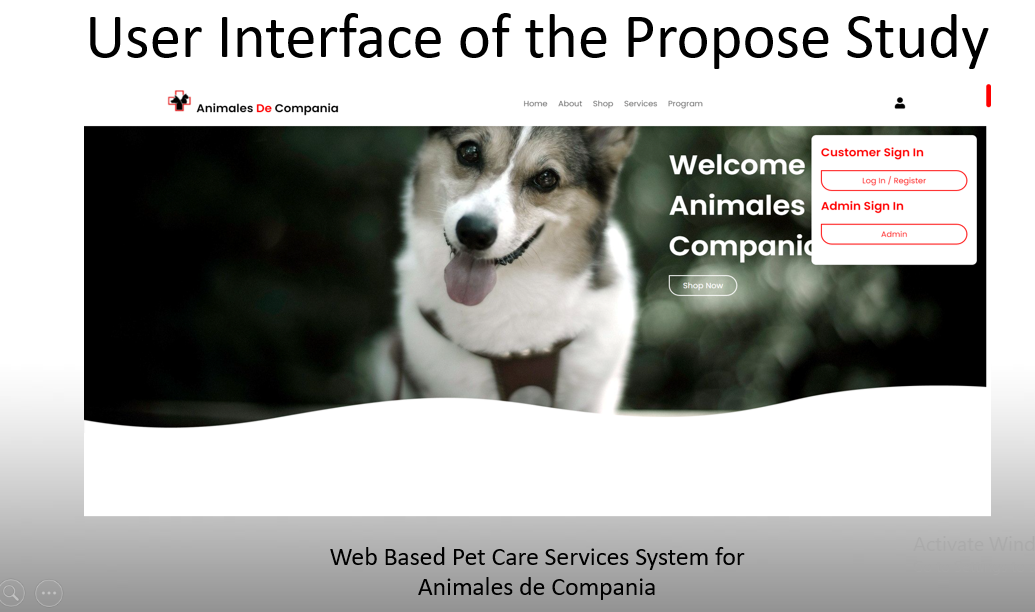 User Interface of the Propose Study
Animales De Compania
Home About Shop Services Program
Customer Sign In
Log In / Register
Admin Sign In
Admin
Welcome
Animales
Compania
Shop Now
Web Based Pet Care Services System for
Animales de Compania
Activate Wind